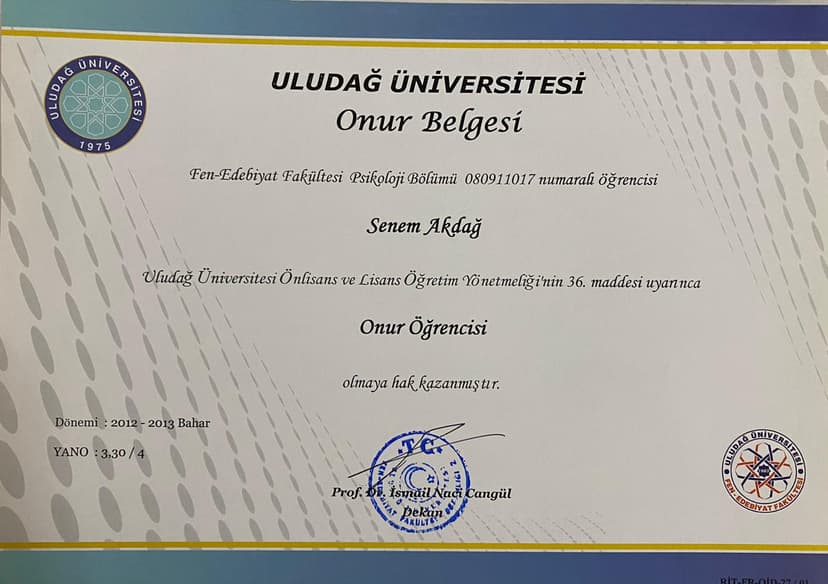 ULUDAĞ ÜNİVERSİTESİ
1975
ULUDAĞ ÜNİVERSİTESİ
Onur Belgesi
Fen-Edebiyat Fakültesi Psikoloji Bölümü 080911017 numaralı öğrencisi
Senem Akdağ
Uludağ Üniversitesi Önlisans ve Lisans Öğretim Yönetmeliği'nin 36. maddesi uyarınca
Onur Öğrencisi
olmaya hak kazanmıştır.
Dönemi : 2012 - 2013 Bahar
YANO : 3,30 / 4
T.C.
Prof. Dr. İsmail Naci Cangül
Dekan
ULUDAĞ ÜNİVERSİTESİ
FEN-EDEBİYAT FAKÜLTESİ